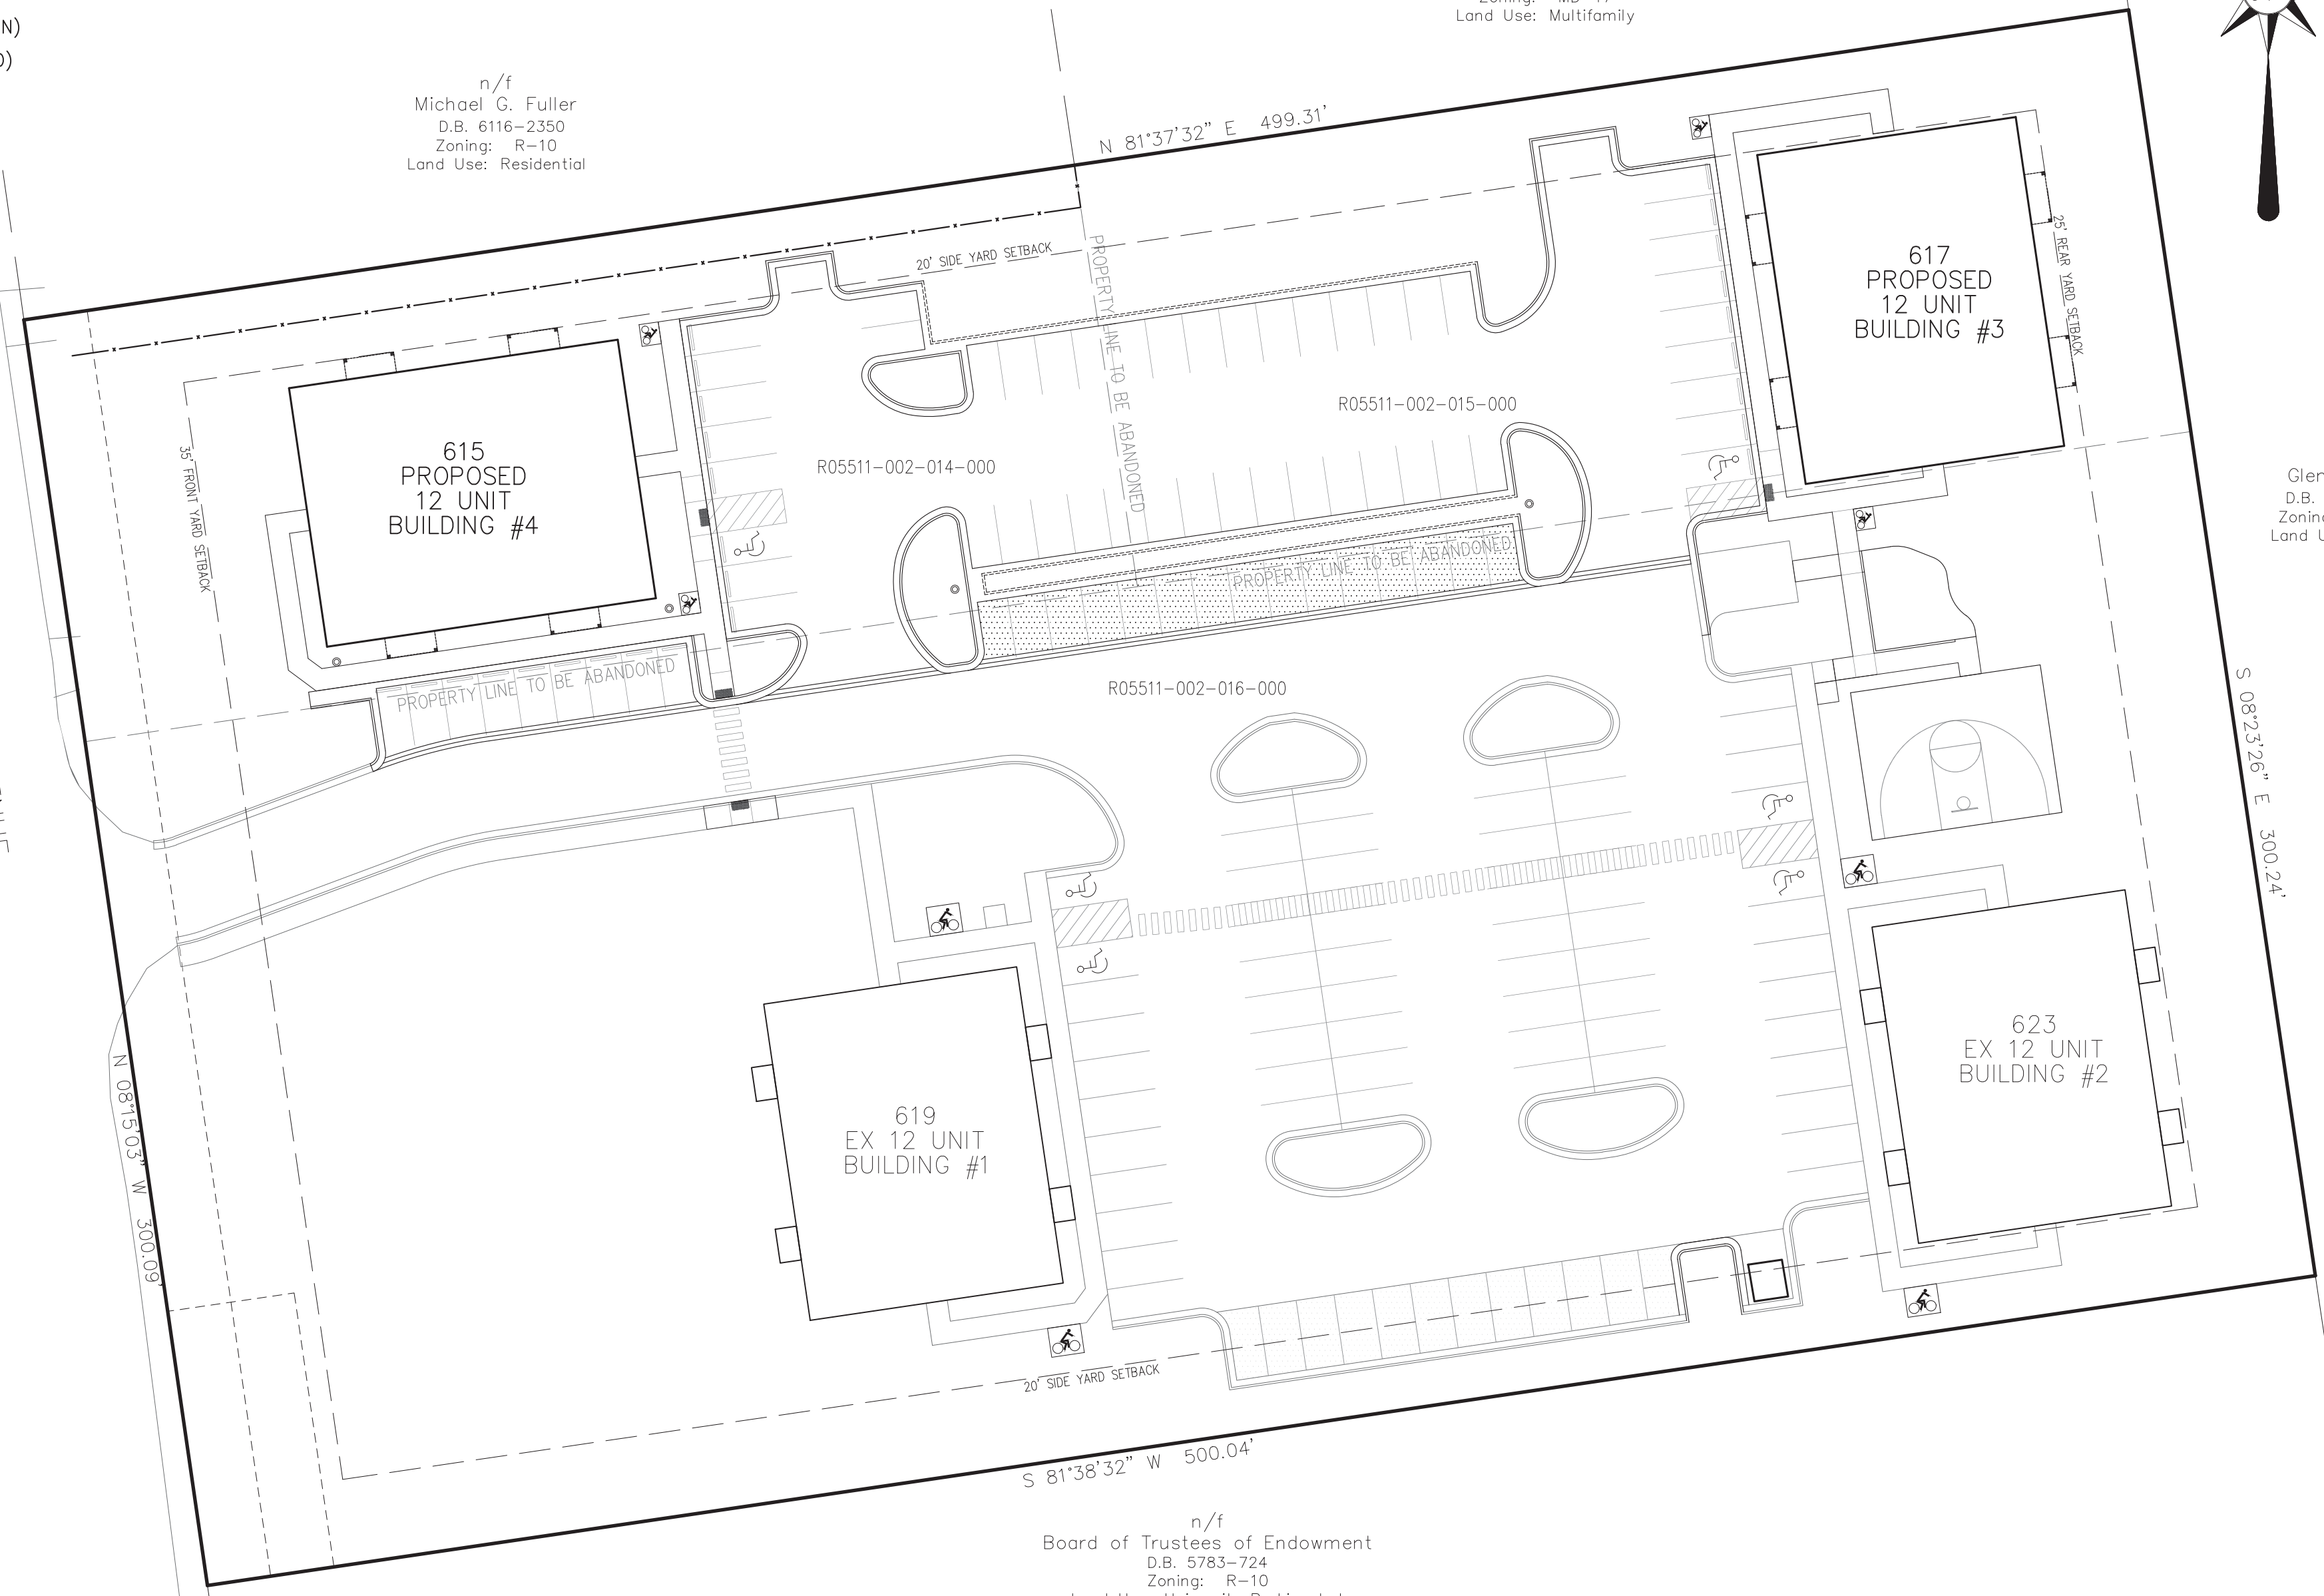 N)
Land Use: Multifamily
n/f
Michael G. Fuller
D.B. 6116-2350
Zoning: R-10
Land Use: Residential
N 81°37'32" E 499.31'
20' SIDE YARD SETBACK
PROPERTY LINE TO BE ABANDONED
617
PROPOSED
12 UNIT
BUILDING #3
25' REAR YARD SETBACK
35' FRONT YARD SETBACK
615
PROPOSED
12 UNIT
BUILDING #4
R05511-002-015-000
R05511-002-014-000
Glen
D.B.
Zoning
Land U
PROPERTY LINE TO BE ABANDONED
PROPERTY LINE TO BE ABANDONED
R05511-002-016-000
S 08°23'26" E 300.24'
623
EX 12 UNIT
BUILDING #2
619
EX 12 UNIT
BUILDING #1
N 08°15'03" W 300.09'
20' SIDE YARD SETBACK
S 81°38'32" W 500.04'
n/f
Board of Trustees of Endowment
D.B. 5783-724
Zoning: R-10